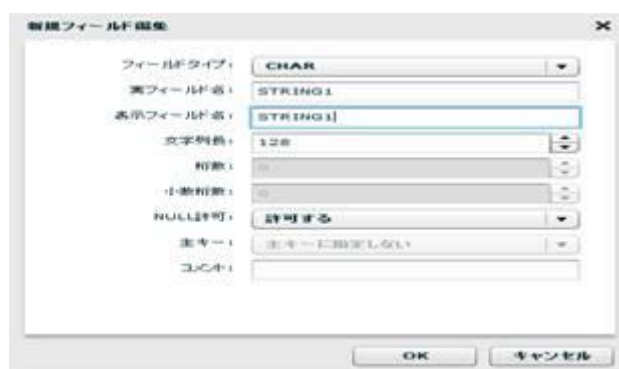 新規フィールド編集
フィールドタイプ: CHAR
実フィールド名: STRING1
表示フィールド名: STRING1
文字列長: 128
桁数: 0
小数桁数: 0
NULL許可: 許可する
主キー: 主キーに指定しない
コメント:
OK キャンセル